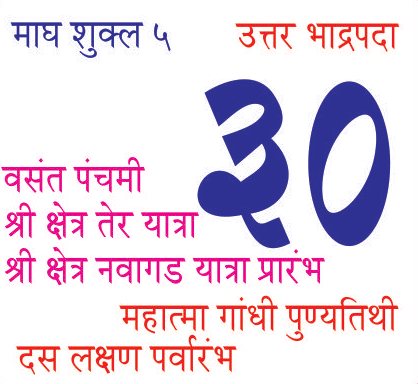 माघ शुक्ल ५ उत्तर भाद्रपदा
३०
वसंत पंचमी
श्री क्षेत्र तेर यात्रा
श्री क्षेत्र नवागड यात्रा प्रारंभ
महात्मा गांधी पुण्यतिथी
दस लक्षण पर्वारंभ